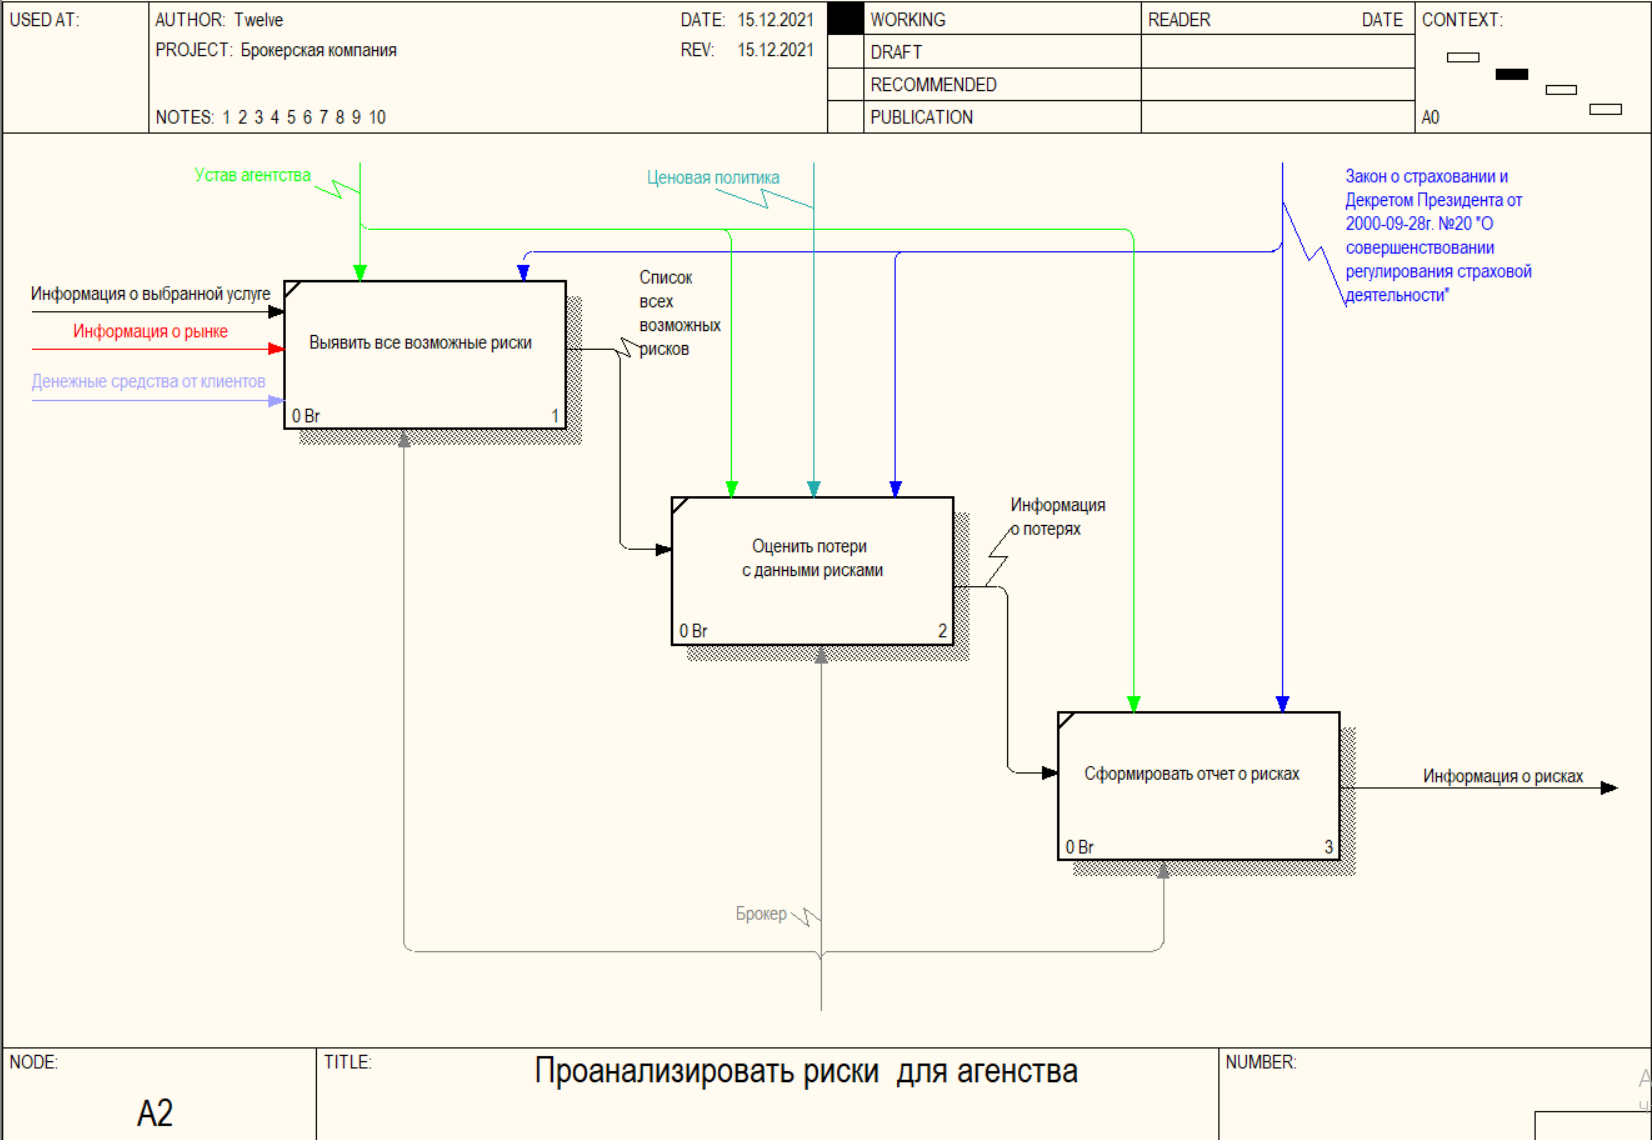 USED AT:
AUTHOR: Twelve
DATE: 15.12.2021
PROJECT: Брокерская компания
REV: 15.12.2021
NOTES: 1 2 3 4 5 6 7 8 9 10
WORKING
DRAFT
RECOMMENDED
PUBLICATION
READER
DATE
CONTEXT:
A0
Устав агентства
Ценовая политика
Закон о страховании и
Декретом Президента от
2000-09-28г. №20 "О
совершенствовании
регулирования страховой
деятельности"
Информация о выбранной услуге
Информация о рынке
Денежные средства от клиентов
Выявить все возможные риски
0 Br
1
Список
всех
возможных
рисков
Оценить потери
с данными рисками
0 Br
2
Информация
о потерях
Сформировать отчет о рисках
0 Br
3
Информация о рисках
Брокер
NODE:
A2
TITLE:
Проанализировать риски для агенства
NUMBER: